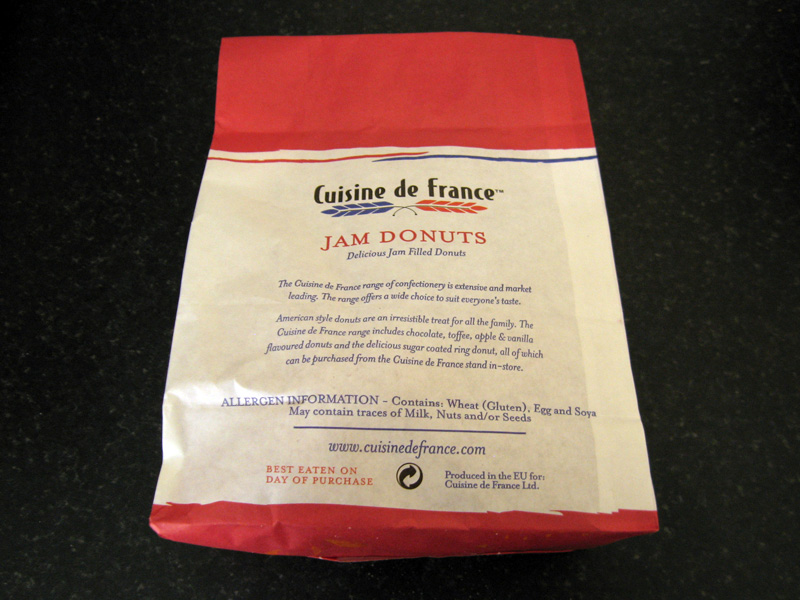 Cuisine de France™
JAM DONUTS
Delicious Jam Filled Donuts
The Cuisine de France range of confectionery is extensive and market
leading. The range offers a wide choice to suit everyone's taste.
American style donuts are an irresistible treat for all the family. The
Cuisine de France range includes chocolate, toffee, apple & vanilla
flavoured donuts and the delicious sugar coated ring donut, all of which
can be purchased from the Cuisine de France stand in-store.
ALLERGEN INFORMATION - Contains: Wheat (Gluten), Egg and Soya
May contain traces of Milk, Nuts and/or Seeds
www.cuisinedefrance.com
BEST EATEN ON
DAY OF PURCHASE
Produced in the EU for:
Cuisine de France Ltd.